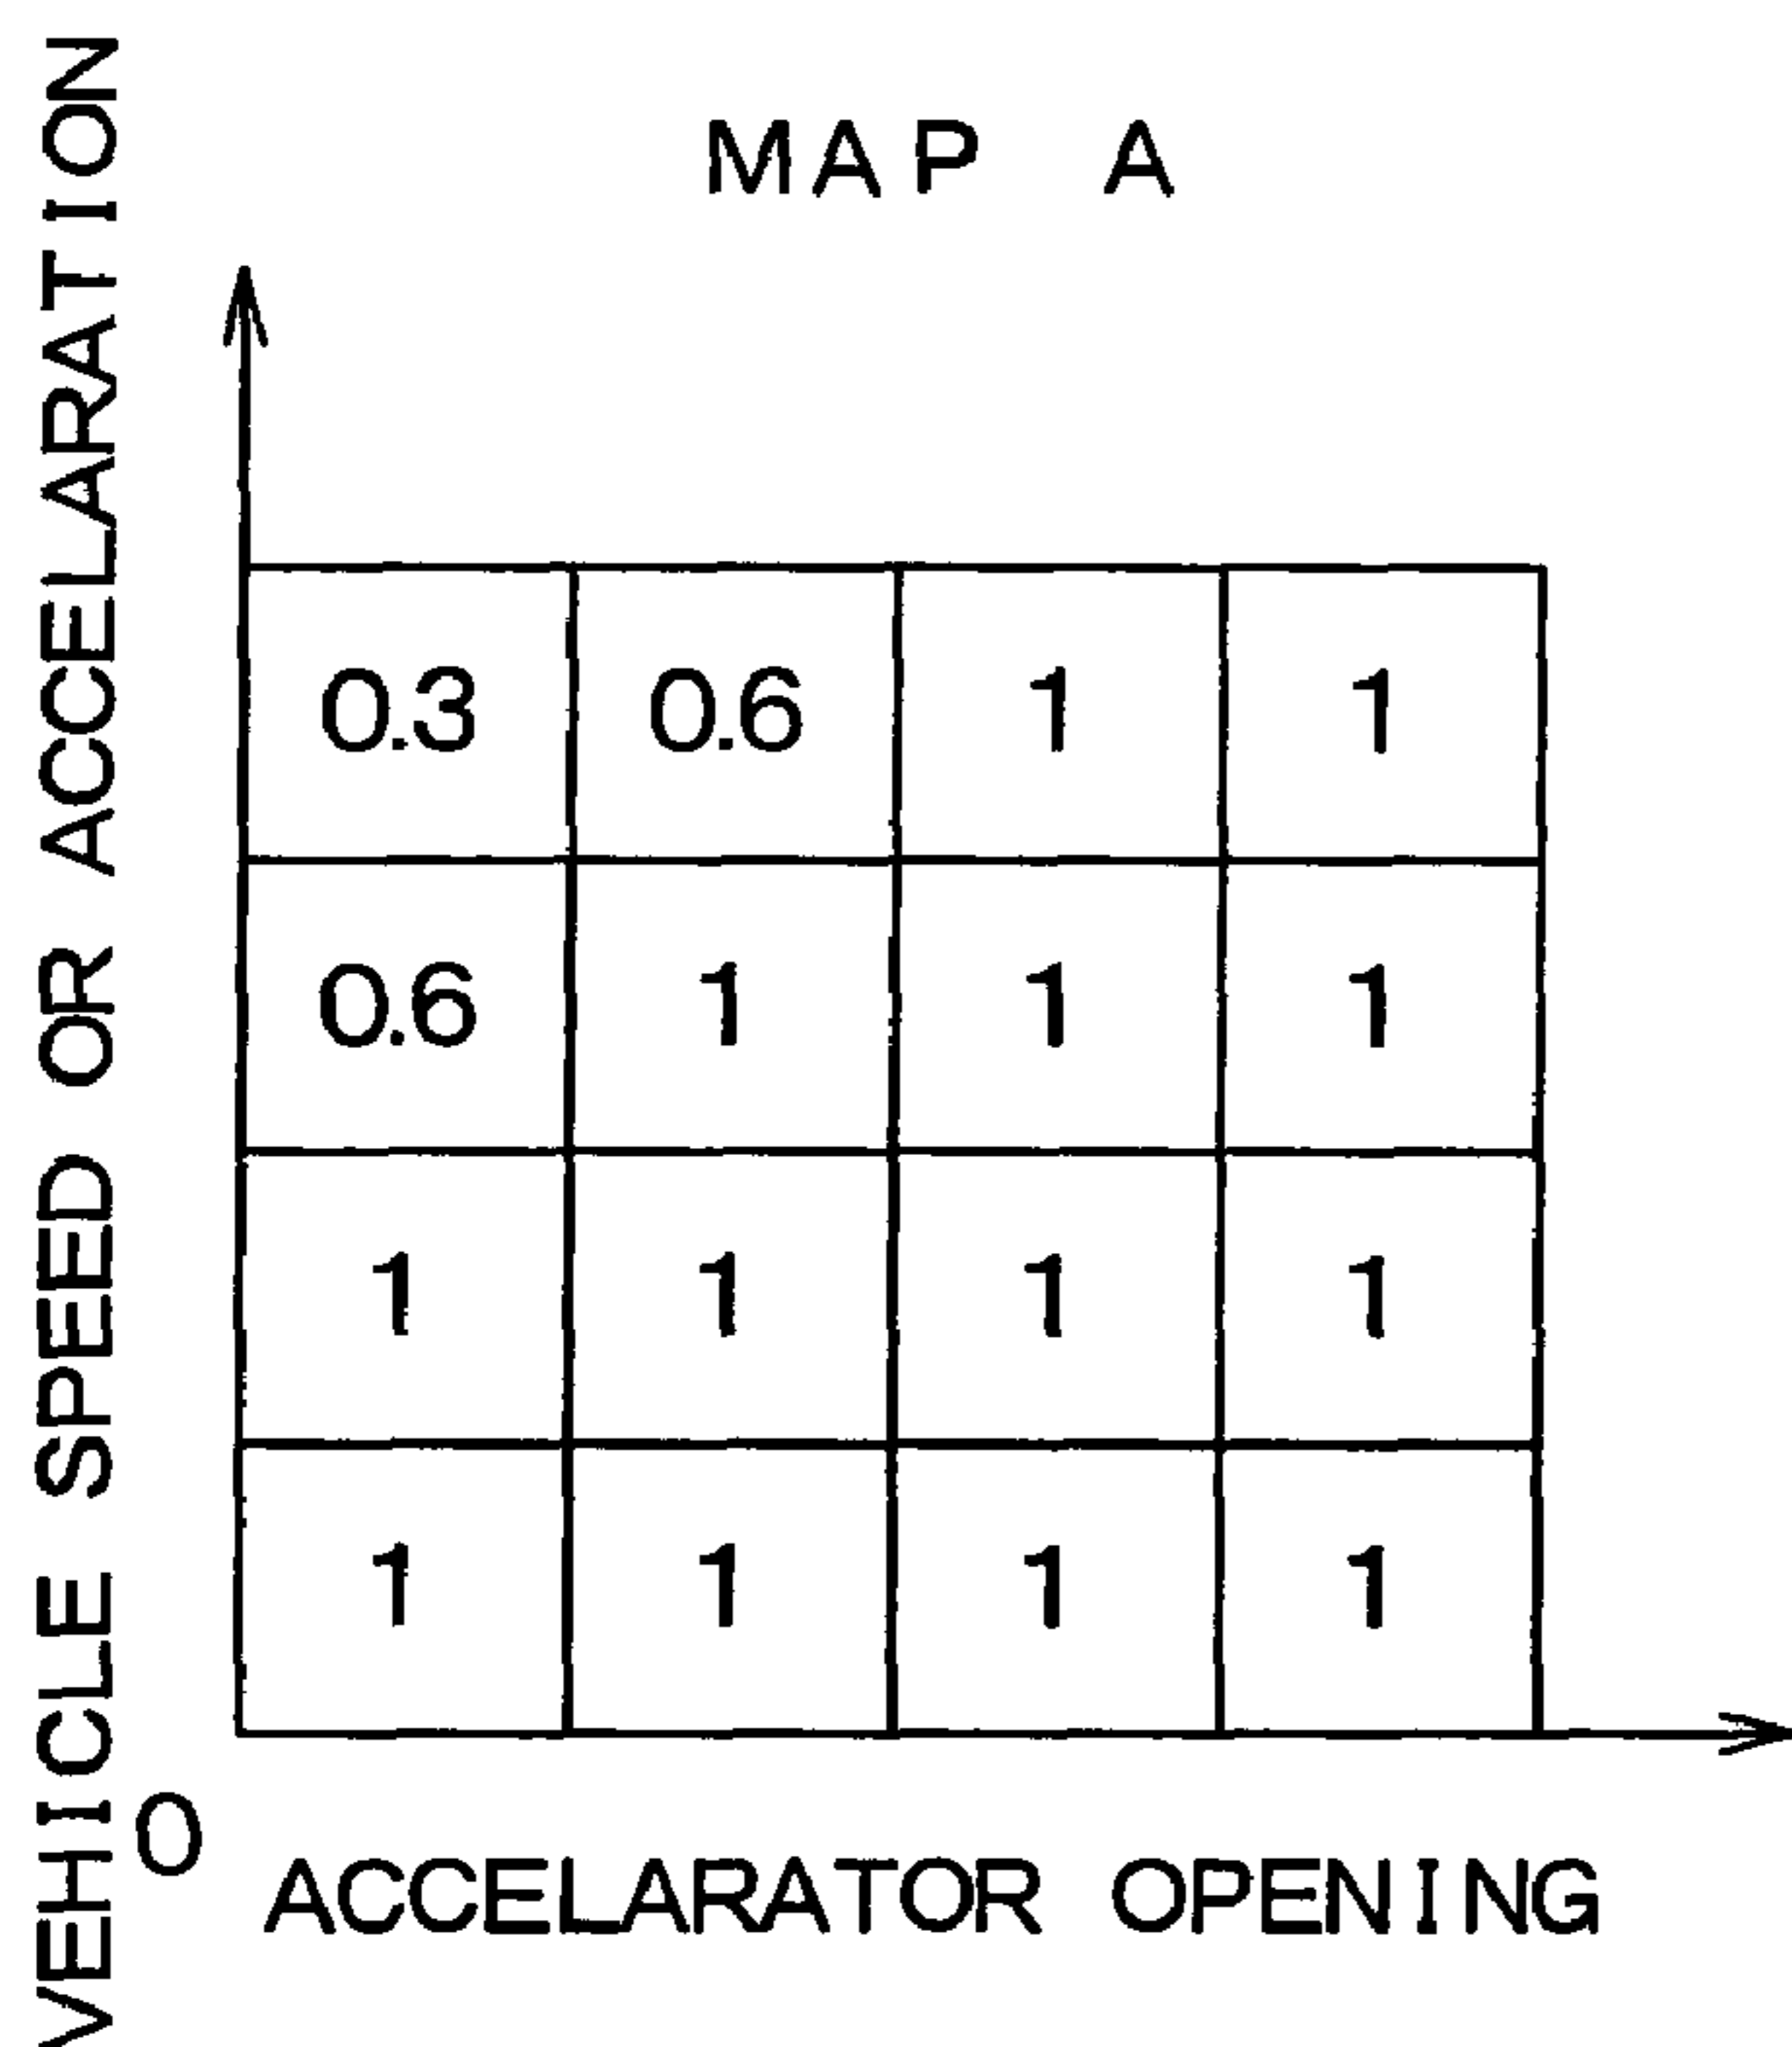 MAP A
VEHICLE SPEED OR ACCELARATION
0.3 0.6 1 1
0.6 1 1 1
1 1 1 1
1 1 1 1
0
ACCELARATOR OPENING